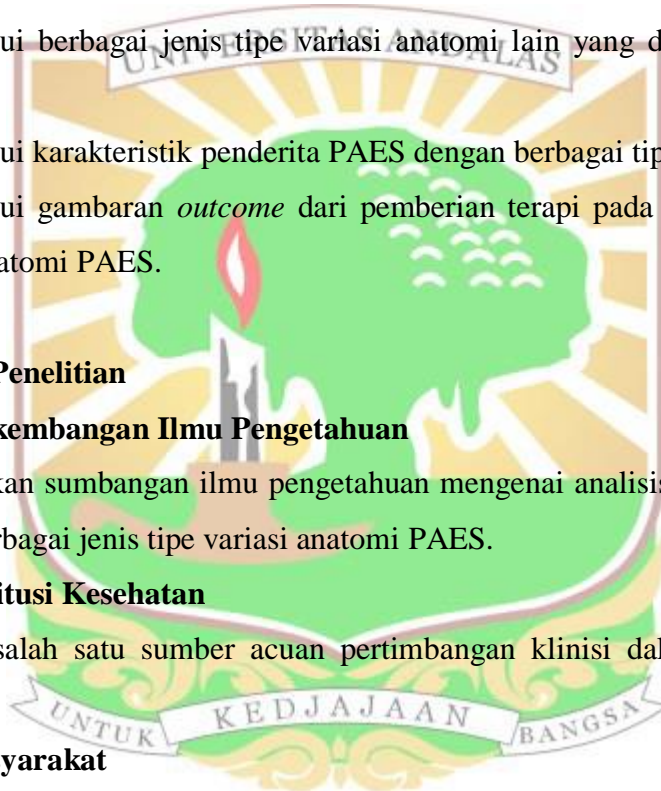 ui berbagai jenis tipe variasi anatomi lain yang d
UNIVERSITAS ANDALAS
ui karakteristik penderita PAES dengan berbagai tip
ui gambaran outcome dari pemberian terapi pada
atomi PAES.
Penelitian
kembangan Ilmu Pengetahuan
kan sumbangan ilmu pengetahuan mengenai analisis
rbagai jenis tipe variasi anatomi PAES.
itusi Kesehatan
salah satu sumber acuan pertimbangan klinisi dal
UNTUK KEDJAJAAN BANGSA
yarakat